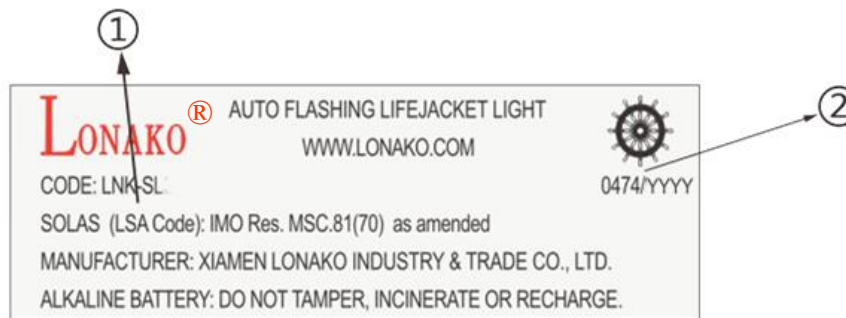 ① ②
LONAKO® AUTO FLASHING LIFEJACKET LIGHT
WWW.LONAKO.COM
CODE: LNK-SL
0474/YYYY
SOLAS (LSA Code): IMO Res. MSC.81(70) as amended
MANUFACTURER: XIAMEN LONAKO INDUSTRY & TRADE CO., LTD.
ALKALINE BATTERY: DO NOT TAMPER, INCINERATE OR RECHARGE.